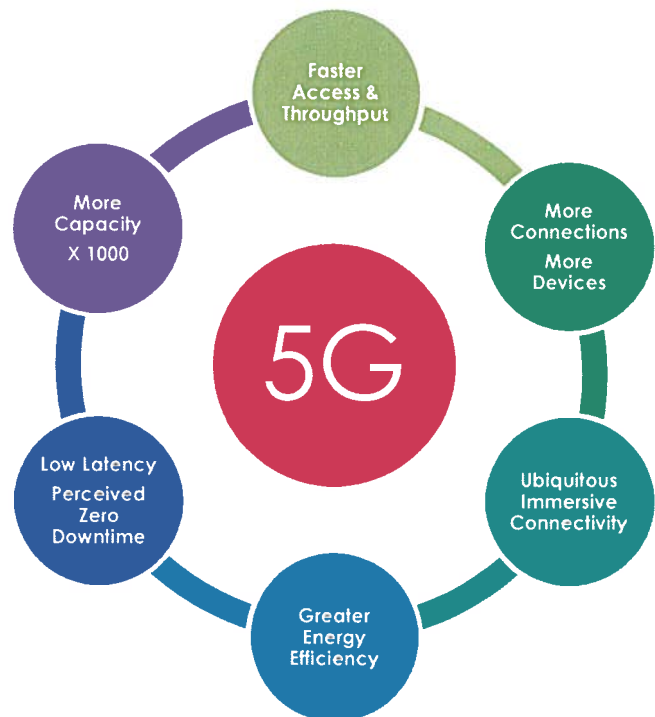 Faster
Access &
Throughput
More
Connections
More
Devices
Ubiquitous
Immersive
Connectivity
Greater
Energy
Efficiency
Low Latency
Perceived
Zero
Downtime
More
Capacity
X 1000
5G